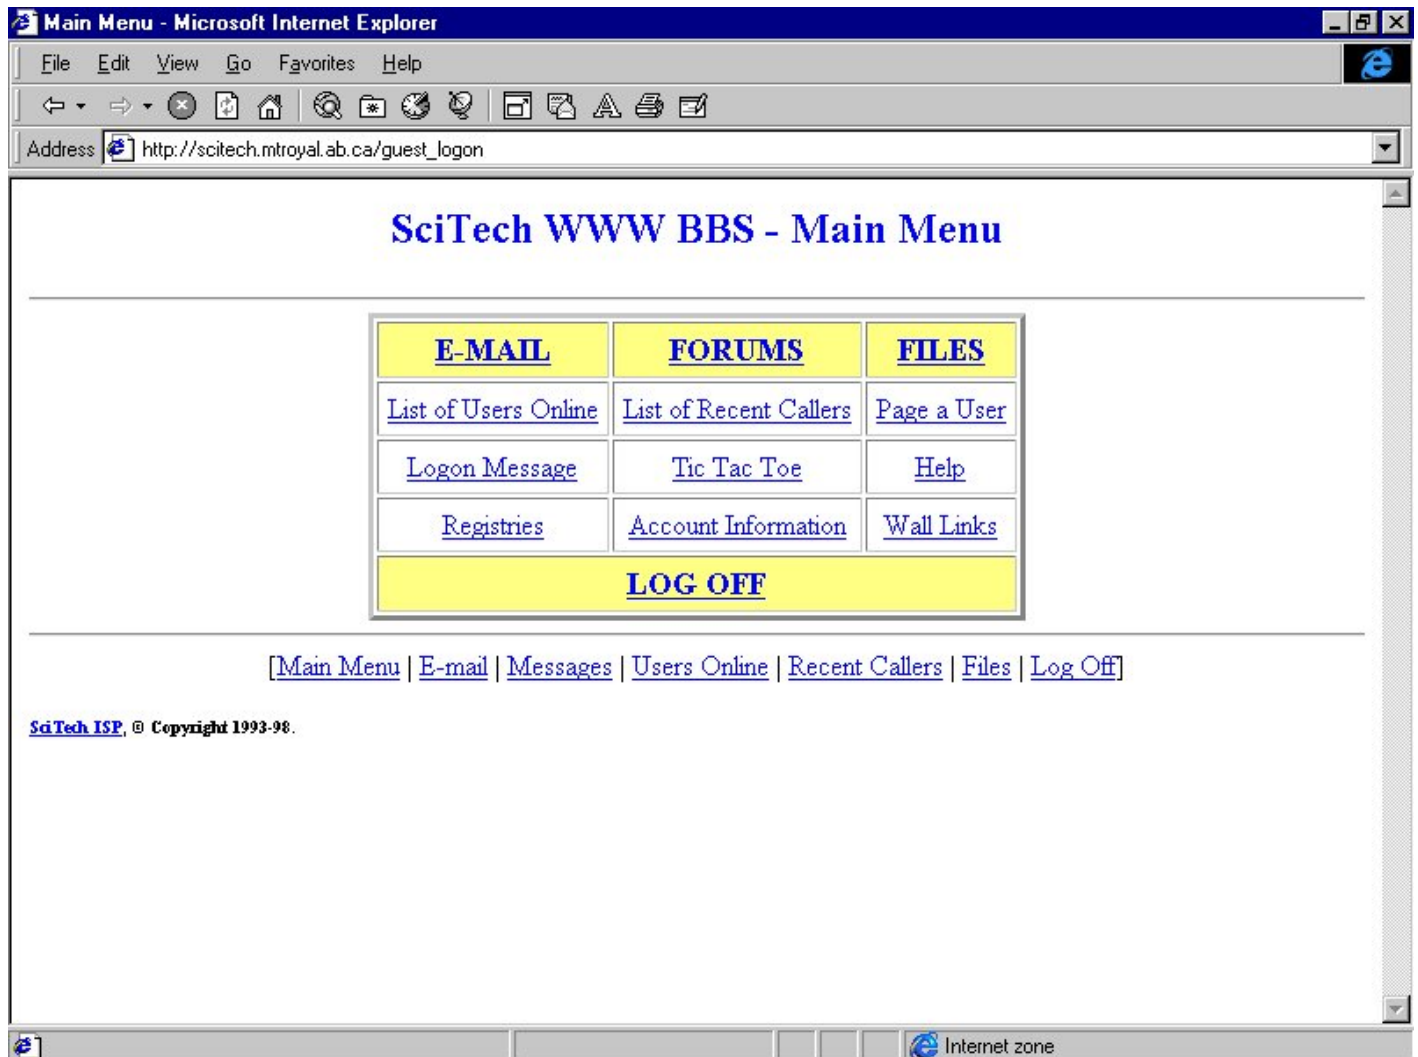 Main Menu - Microsoft Internet Explorer
File Edit View Go Favorites Help
Address http://scitech.mtroyal.ab.ca/guest_logon
SciTech WWW BBS - Main Menu
E-MAIL FORUMS FILES
List of Users Online List of Recent Callers Page a User
Logon Message Tic Tac Toe Help
Registries Account Information Wall Links
LOG OFF
[Main Menu | E-mail | Messages | Users Online | Recent Callers | Files | Log Off]
SciTech ISP, © Copyright 1993-98.
Internet zone